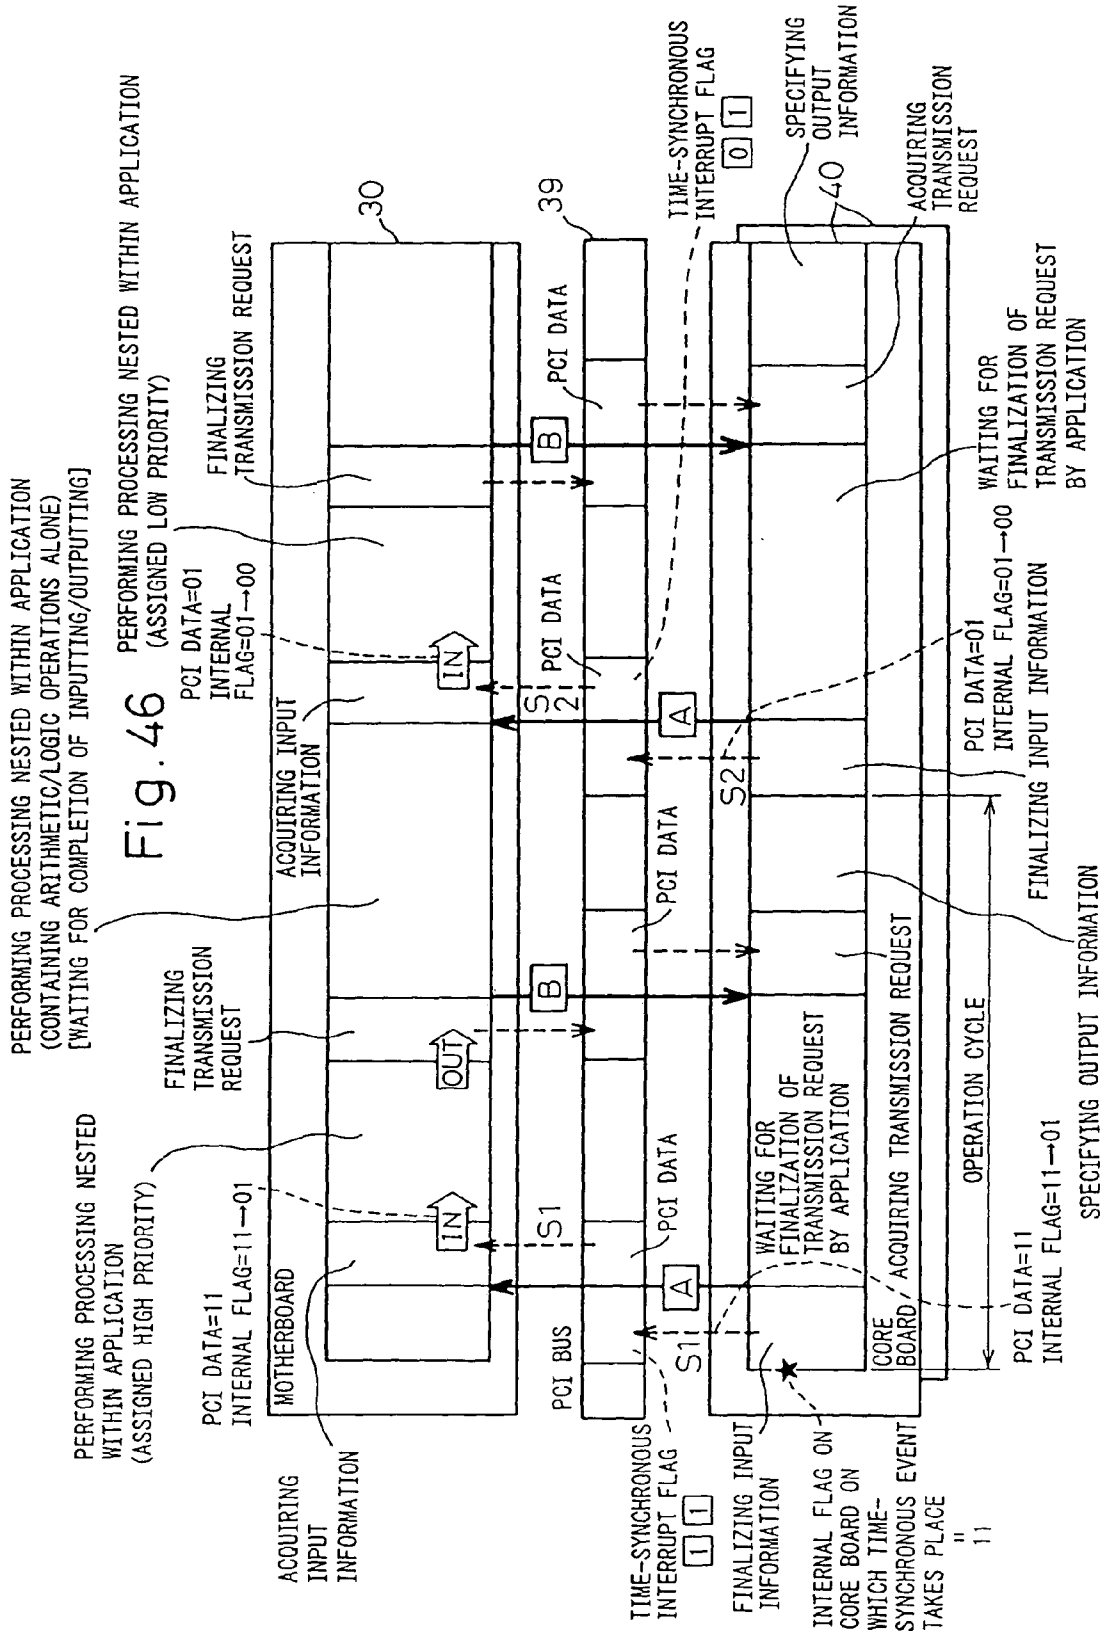 Fig. 46
PERFORMING PROCESSING NESTED
WITHIN APPLICATION
(ASSIGNED HIGH PRIORITY)
PERFORMING PROCESSING NESTED WITHIN APPLICATION
(CONTAINING ARITHMETIC/LOGIC OPERATIONS ALONE)
[WAITING FOR COMPLETION OF INPUTTING/OUTPUTTING]
PERFORMING PROCESSING NESTED WITHIN APPLICATION
(ASSIGNED LOW PRIORITY)
ACQUIRING
INPUT
INFORMATION
PCI DATA=11
INTERNAL FLAG=11→01
FINALIZING
TRANSMISSION
REQUEST
ACQUIRING INPUT
INFORMATION
PCI DATA=01
INTERNAL
FLAG=01→00
FINALIZING
TRANSMISSION REQUEST
30
MOTHERBOARD
IN
OUT
IN
S1
B
S2
B
PCI BUS
PCI DATA
PCI DATA
PCI DATA
PCI DATA
39
TIME-SYNCHRONOUS
INTERRUPT FLAG
1 1
S1
A
S2
A
TIME-SYNCHRONOUS
INTERRUPT FLAG
0 1
FINALIZING INPUT
INFORMATION
WAITING FOR
FINALIZATION OF
TRANSMISSION REQUEST
BY APPLICATION
SPECIFYING
OUTPUT
INFORMATION
40
INTERNAL FLAG ON
CORE BOARD ON
WHICH TIME-
SYNCHRONOUS EVENT
TAKES PLACE
=
11
CORE
BOARD
ACQUIRING TRANSMISSION REQUEST
OPERATION CYCLE
PCI DATA=11
INTERNAL FLAG=11→01
SPECIFYING OUTPUT INFORMATION
FINALIZING INPUT INFORMATION
PCI DATA=01
INTERNAL FLAG=01→00
WAITING FOR
FINALIZATION OF
TRANSMISSION REQUEST
BY APPLICATION
ACQUIRING
TRANSMISSION
REQUEST